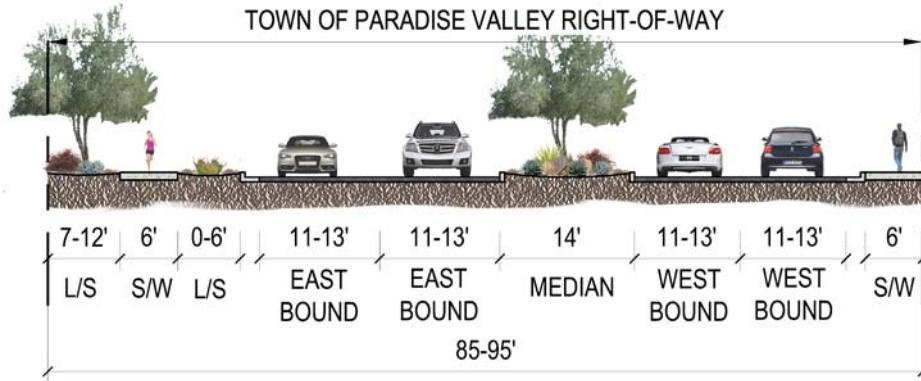 TOWN OF PARADISE VALLEY RIGHT-OF-WAY
7-12' 6' 0-6' 11-13' 11-13' 14' 11-13' 11-13' 6'
L/S S/W L/S EAST BOUND EAST BOUND MEDIAN WEST BOUND WEST BOUND S/W
85-95'